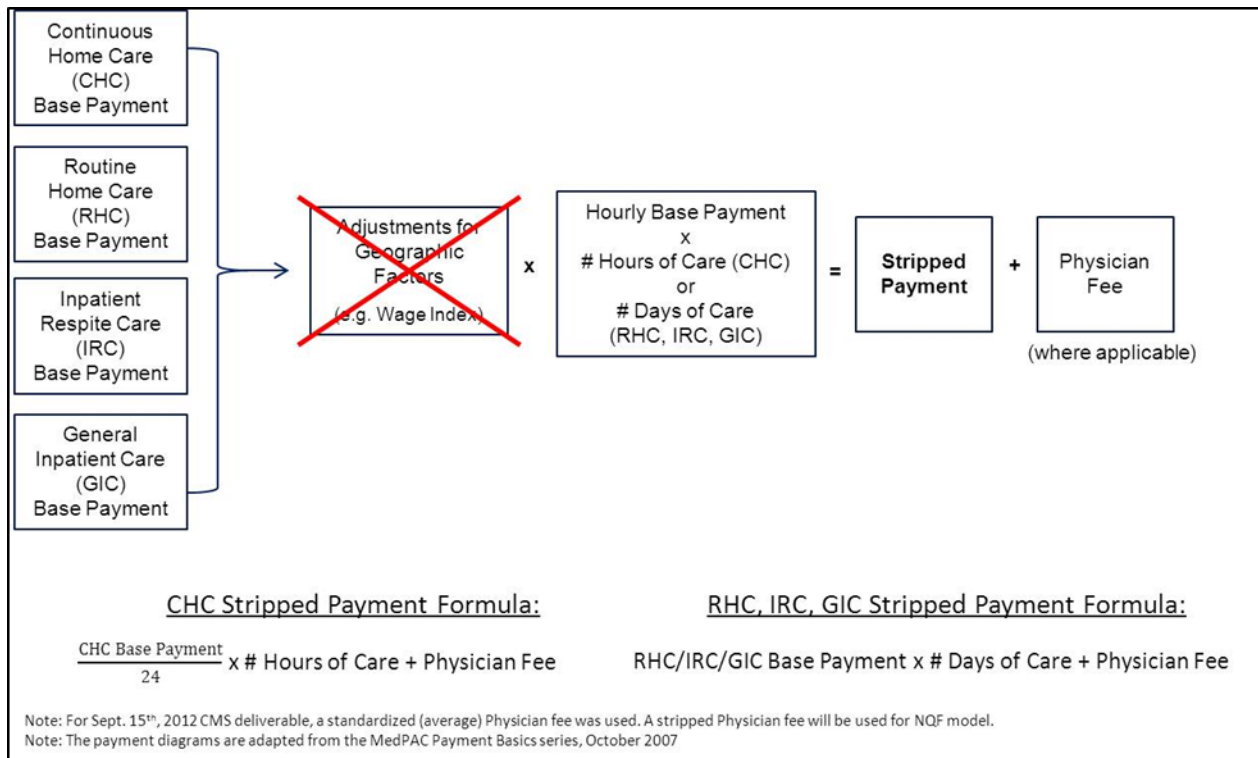 Continuous
Home Care
(CHC)
Base Payment
Routine
Home Care
(RHC)
Base Payment
Inpatient
Respite Care
(IRC)
Base Payment
General
Inpatient Care
(GIC)
Base Payment
Adjustments for
Geographic
Factors
(e.g. Wage Index)
x
Hourly Base Payment
x
# Hours of Care (CHC)
or
# Days of Care
(RHC, IRC, GIC)
=
Stripped
Payment
+
Physician
Fee
(where applicable)
CHC Stripped Payment Formula:
CHC Base Payment
24
x # Hours of Care + Physician Fee
RHC, IRC, GIC Stripped Payment Formula:
RHC/IRC/GIC Base Payment x # Days of Care + Physician Fee
Note: For Sept. 15th, 2012 CMS deliverable, a standardized (average) Physician fee was used. A stripped Physician fee will be used for NQF model.
Note: The payment diagrams are adapted from the MedPAC Payment Basics series, October 2007